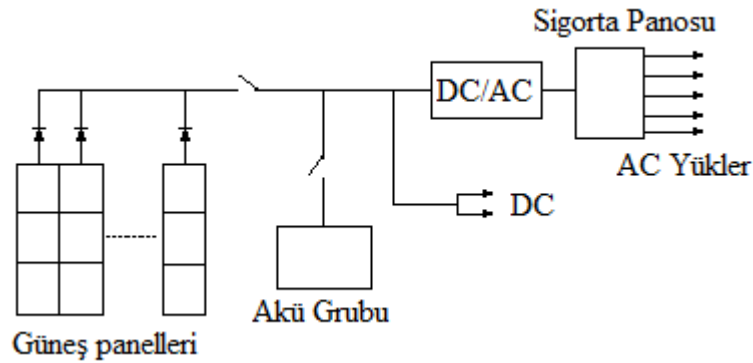 Sigorta Panosu
DC/AC
AC Yükler
DC
Akü Grubu
Güneş panelleri